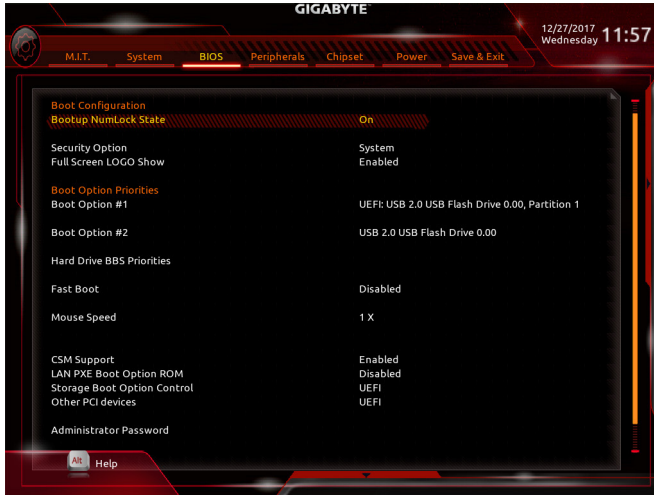 GIGABYTE
12/27/2017
Wednesday 11:57
M.I.T. System BIOS Peripherals Chipset Power Save & Exit
Boot Configuration
Bootup NumLock State On
Security Option System
Full Screen LOGO Show Enabled
Boot Option Priorities
Boot Option #1 UEFI: USB 2.0 USB Flash Drive 0.00, Partition 1
Boot Option #2 USB 2.0 USB Flash Drive 0.00
Hard Drive BBS Priorities
Fast Boot Disabled
Mouse Speed 1 X
CSM Support Enabled
LAN PXE Boot Option ROM Disabled
Storage Boot Option Control UEFI
Other PCI devices UEFI
Administrator Password
Alt Help